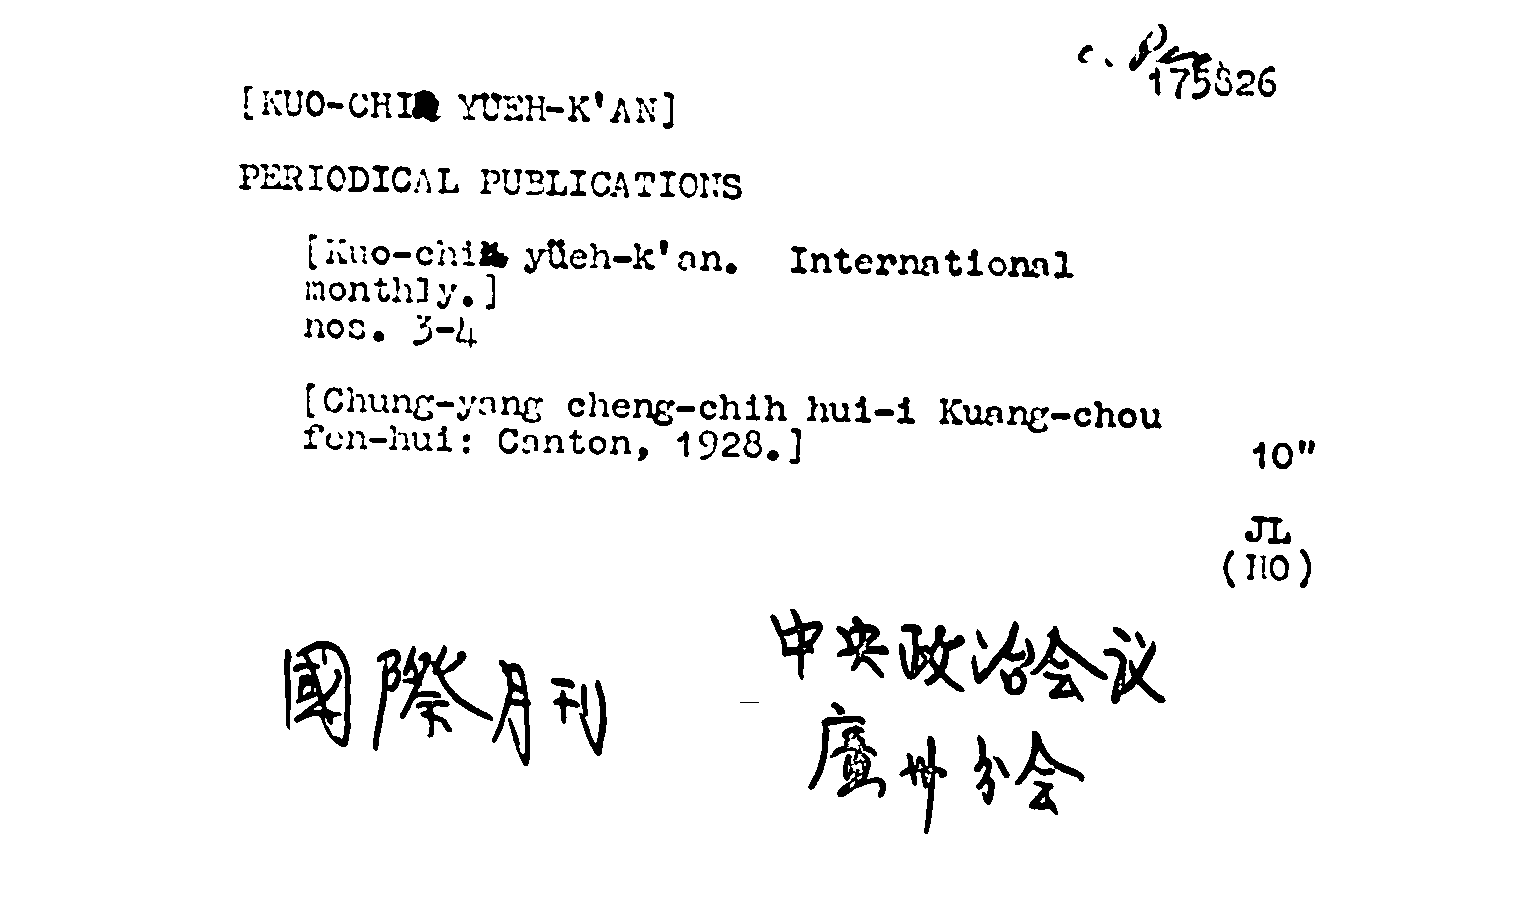 c. Per.
175826
[KUO-CHI YUEH-K'AN]
PERIODICAL PUBLICATIONS
[Kuo-chi yüeh-k'an. International
monthly.]
nos. 3-4
[Chung-yang cheng-chih hui-i Kuang-chou
fen-hui: Canton, 1928.]
10"
JL
(HO)
中央政治会议
國際月刊
廣州分会